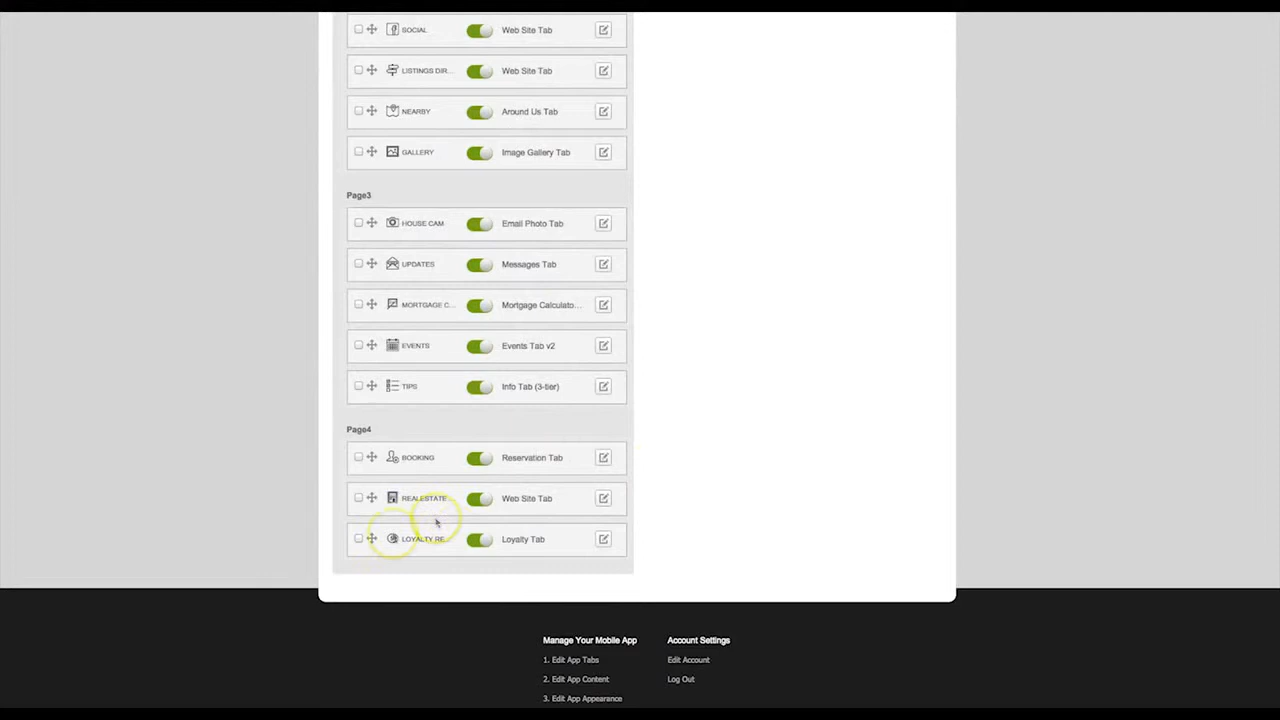 SOCIAL Web Site Tab
LISTINGS DIR... Web Site Tab
NEARBY Around Us Tab
GALLERY Image Gallery Tab
Page3
HOUSE CAM Email Photo Tab
UPDATES Messages Tab
MORTGAGE C... Mortgage Calculato...
EVENTS Events Tab v2
TIPS Info Tab (3-tier)
Page4
BOOKING Reservation Tab
REALESTATE... Web Site Tab
LOYALTY RE... Loyalty Tab
Manage Your Mobile App Account Settings
1. Edit App Tabs Edit Account
2. Edit App Content Log Out
3. Edit App Appearance